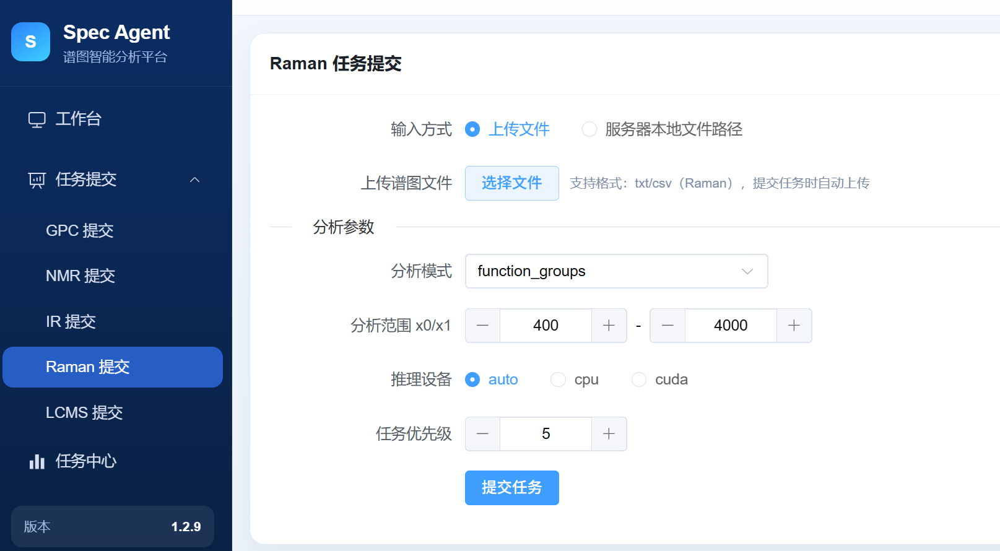 S
Spec Agent
谱图智能分析平台
工作台
任务提交
GPC 提交
NMR 提交
IR 提交
Raman 提交
LCMS 提交
任务中心
版本 1.2.9
Raman 任务提交
输入方式 上传文件 服务器本地文件路径
上传谱图文件 选择文件 支持格式：txt/csv（Raman），提交任务时自动上传
分析参数
分析模式 function_groups
分析范围 x0/x1 400 - 4000
推理设备 auto cpu cuda
任务优先级 5
提交任务